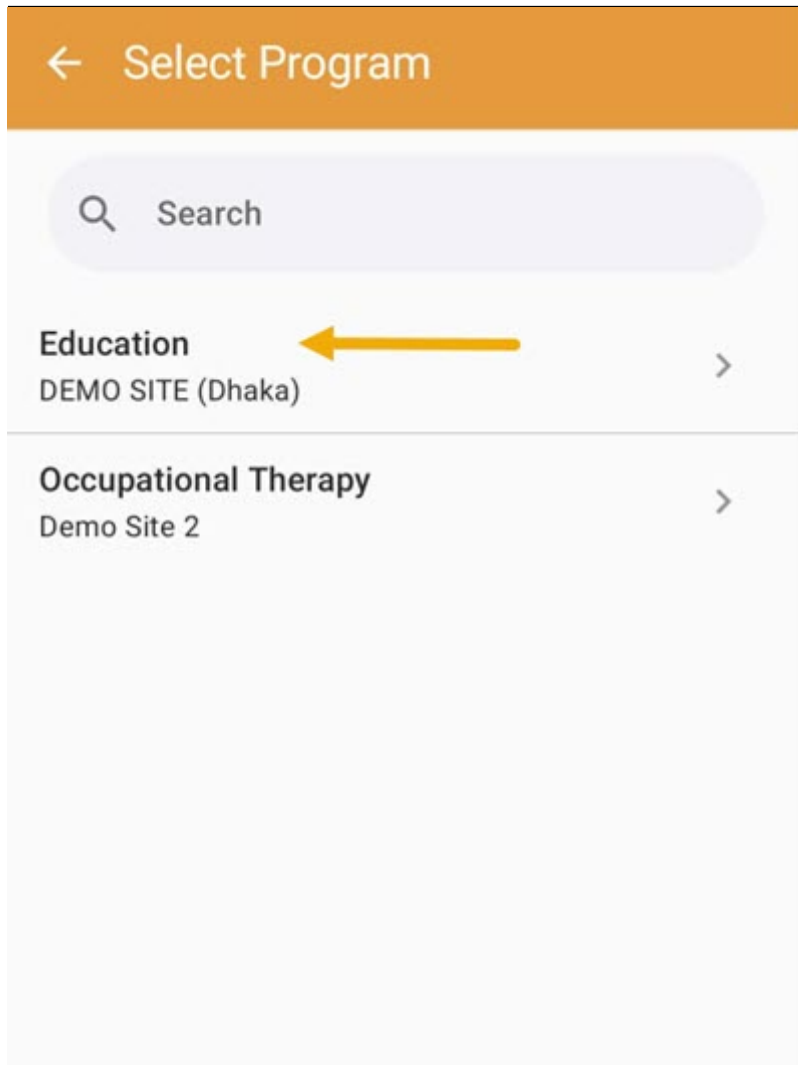 Select Program
Search
Education
DEMO SITE (Dhaka)
Occupational Therapy
Demo Site 2